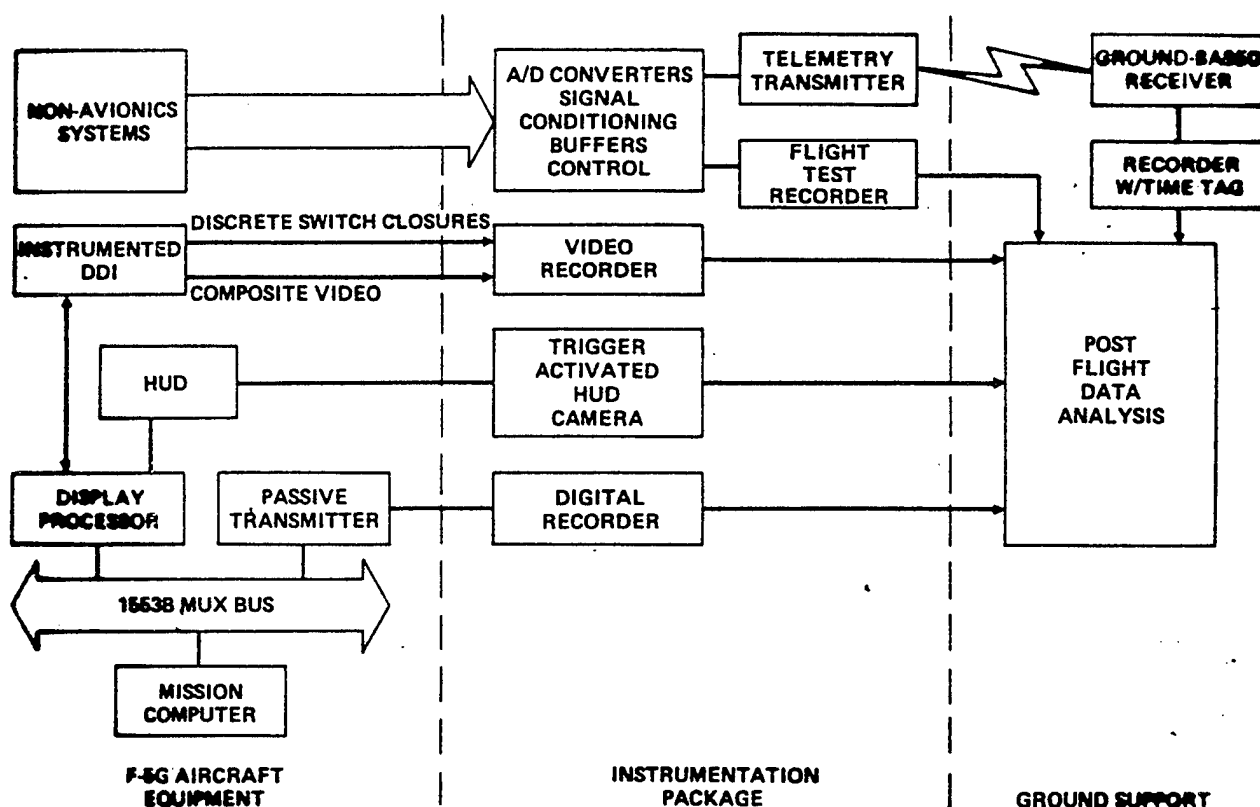 NON-AVIONICS
SYSTEMS
A/D CONVERTERS
SIGNAL
CONDITIONING
BUFFERS
CONTROL
TELEMETRY
TRANSMITTER
GROUND-BASED
RECEIVER
FLIGHT
TEST
RECORDER
RECORDER
W/TIME TAG
DISCRETE SWITCH CLOSURES
INSTRUMENTED
DDI
COMPOSITE VIDEO
VIDEO
RECORDER
HUD
TRIGGER
ACTIVATED
HUD
CAMERA
POST
FLIGHT
DATA
ANALYSIS
DISPLAY
PROCESSOR
PASSIVE
TRANSMITTER
DIGITAL
RECORDER
1553B MUX BUS
MISSION
COMPUTER
F-5G AIRCRAFT
EQUIPMENT
INSTRUMENTATION
PACKAGE
GROUND SUPPORT